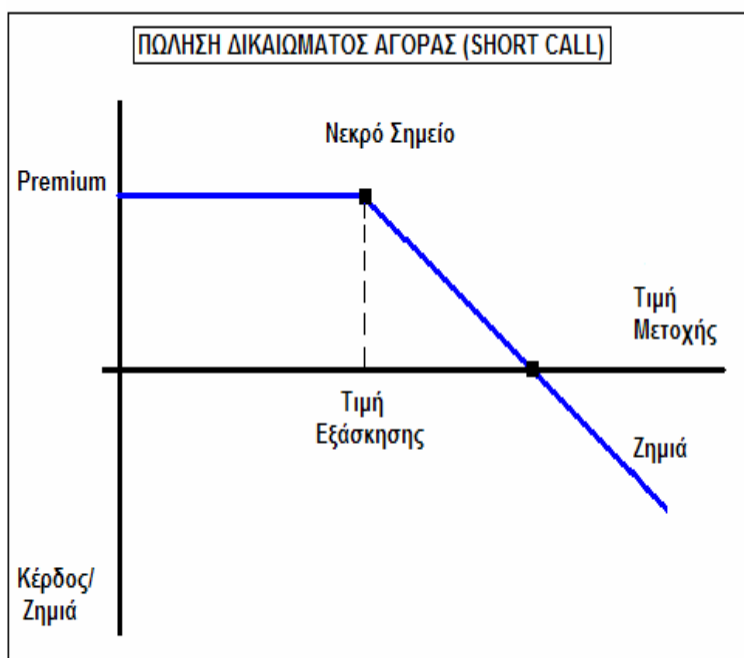 ΠΩΛΗΣΗ ΔΙΚΑΙΩΜΑΤΟΣ ΑΓΟΡΑΣ (SHORT CALL)
Νεκρό Σημείο
Premium
Τιμή
Μετοχής
Τιμή
Εξάσκησης
Ζημιά
Κέρδος/
Ζημιά